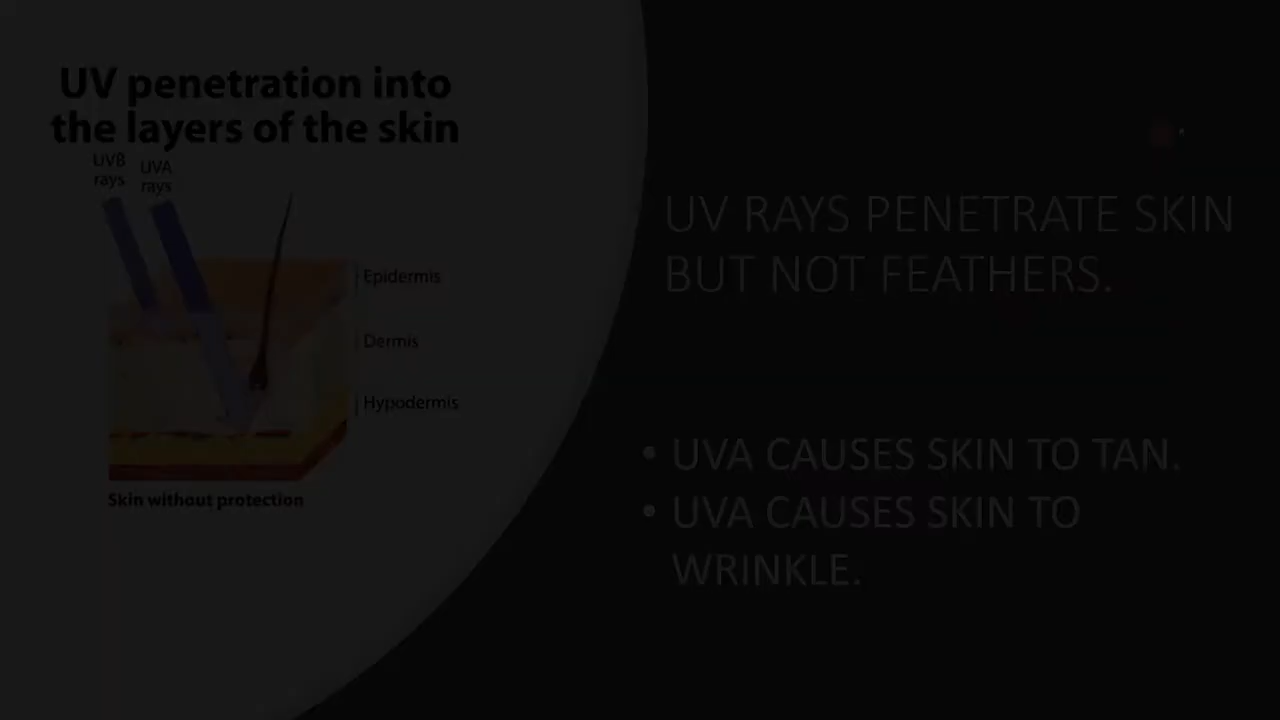 UV penetration into
the layers of the skin
UVB
rays
UVA
rays
Epidermis
Dermis
Hypodermis
Skin without protection
UV RAYS PENETRATE SKIN
BUT NOT FEATHERS.
• UVA CAUSES SKIN TO TAN.
• UVA CAUSES SKIN TO
WRINKLE.